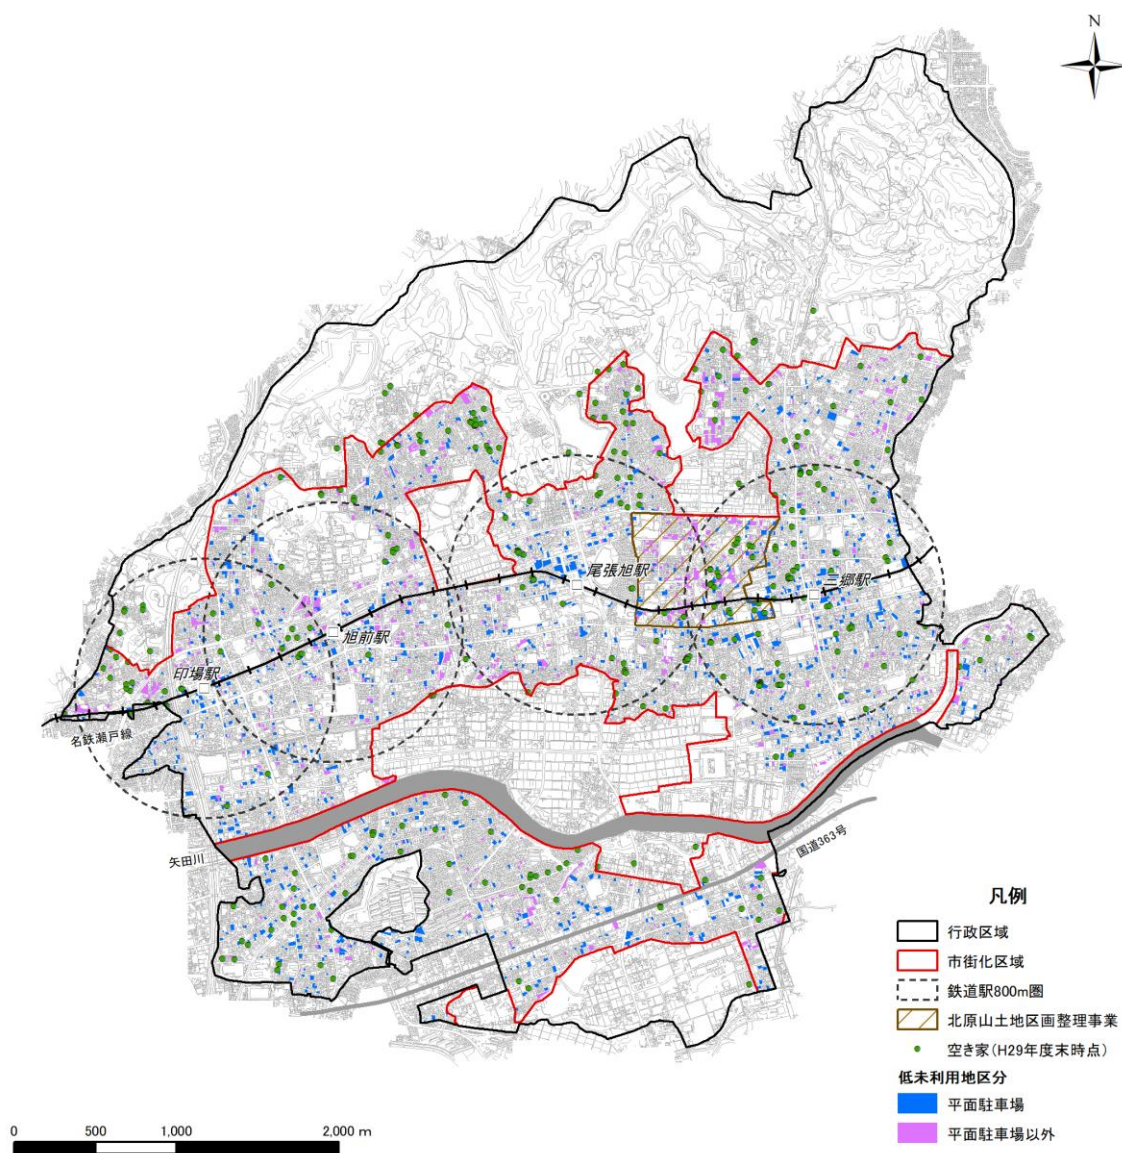 N
尾張旭駅
三郷駅
旭前駅
印場駅
名鉄瀬戸線
矢田川
国道363号
凡例
行政区域
市街化区域
鉄道駅800m圏
北原山土地区画整理事業
空き家(H29年度末時点)
低未利用地区分
平面駐車場
平面駐車場以外
0 500 1,000 2,000 m